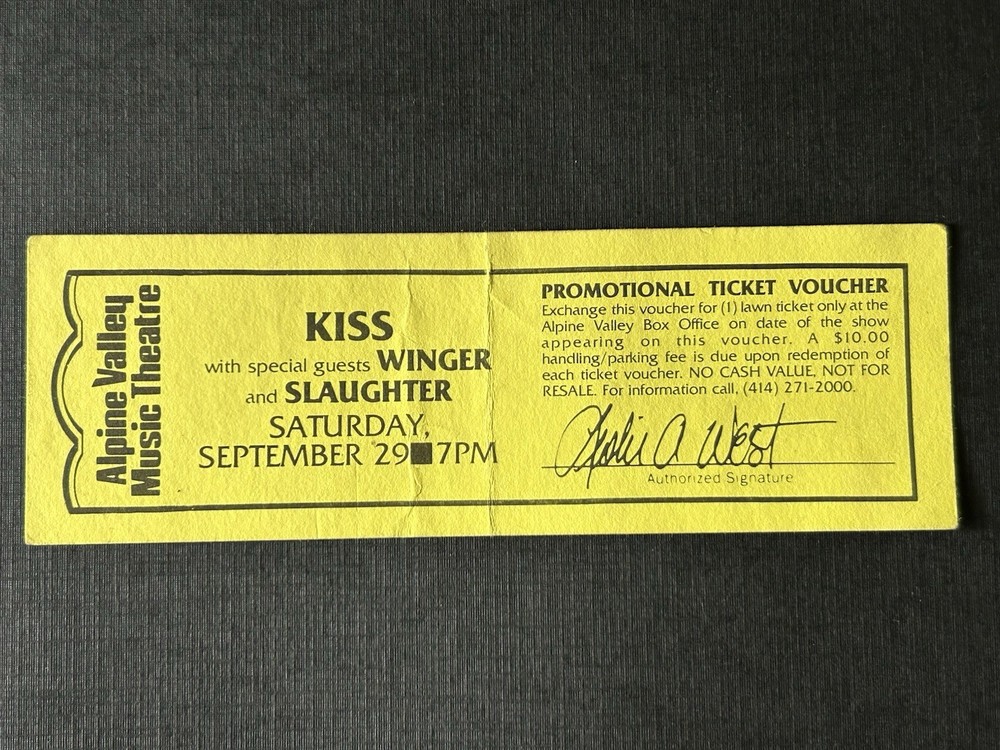 Alpine Valley
Music Theatre
KISS
with special guests WINGER
and SLAUGHTER
SATURDAY,
SEPTEMBER 29■7PM
PROMOTIONAL TICKET VOUCHER
Exchange this voucher for (1) lawn ticket only at the
Alpine Valley Box Office on date of the show
appearing on this voucher. A $10.00
handling/parking fee is due upon redemption of
each ticket voucher. NO CASH VALUE, NOT FOR
RESALE. For information call, (414) 271-2000.
Leslie A West
Authorized Signature